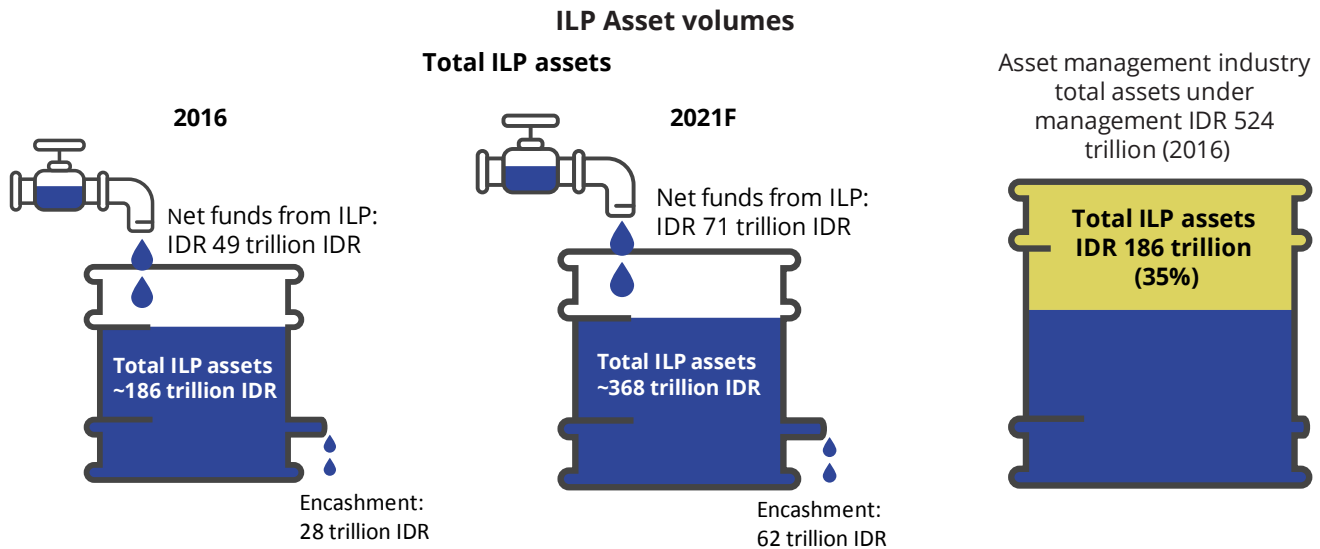 ILP Asset volumes
Total ILP assets
2016
Net funds from ILP:
IDR 49 trillion IDR
Total ILP assets
~186 trillion IDR
Encashment:
28 trillion IDR
2021F
Net funds from ILP:
IDR 71 trillion IDR
Total ILP assets
~368 trillion IDR
Encashment:
62 trillion IDR
Asset management industry
total assets under
management IDR 524
trillion (2016)
Total ILP assets
IDR 186 trillion
(35%)